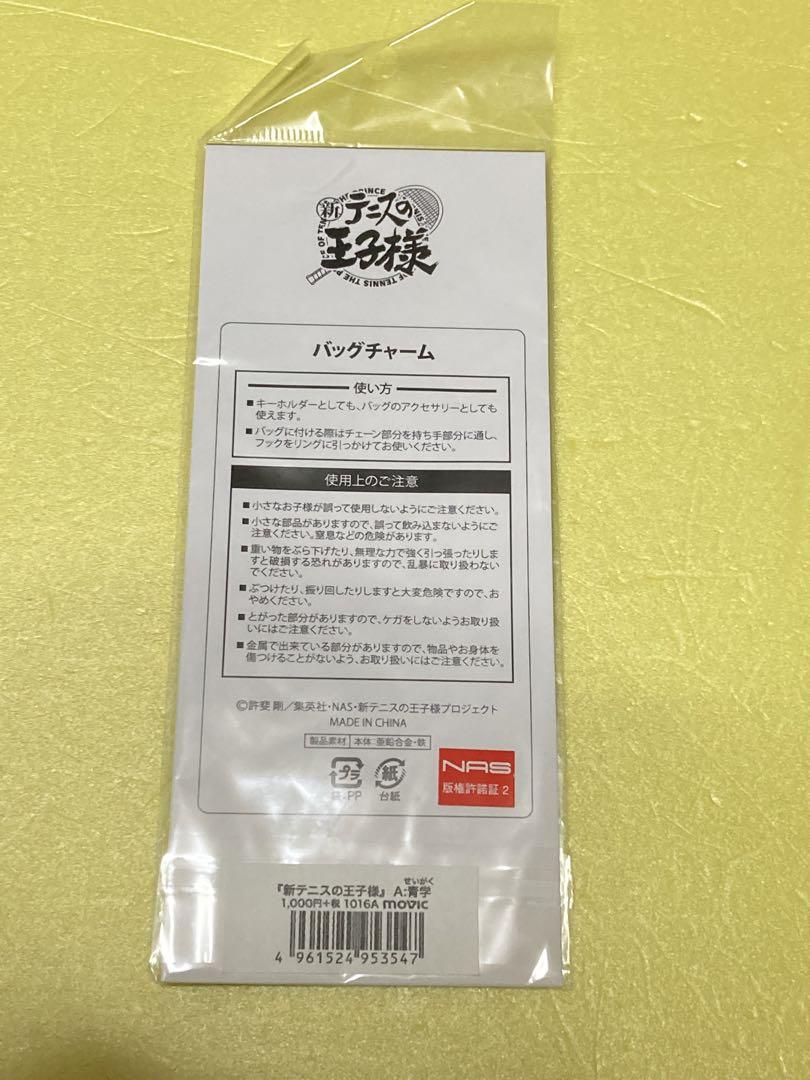 新テニスの
王子様
バッグチャーム
使い方
■キーホルダーとしても、バッグのアクセサリーとしても
使えます。
■バッグに付ける際はチェーン部分を持ち手部分に通し、
フックをリングに引っかけてお使いください。
使用上のご注意
■小さなお子様が誤って使用しないようにご注意ください。
■小さな部品がありますので、誤って飲み込まないようにご
注意ください。窒息などの危険があります。
■重い物をぶら下げたり、無理な力で強く引っ張ったりしま
すと破損する恐れがありますので、乱暴に取り扱わない
でください。
■ぶつけたり、振り回したりしますと大変危険ですので、お
やめください。
■とがった部分がありますので、ケガをしないようお取り扱
いにはご注意ください。
■金属で出来ている部分がありますので、物品やお身体を
傷つけることがないよう、お取り扱いにはご注意ください。
©許斐 剛／集英社・NAS・新テニスの王子様プロジェクト
MADE IN CHINA
製品素材 本体:亜鉛合金・鉄
プラ 紙
袋:PP 台紙
NAS
版権許諾証 2
せいがく
『新テニスの王子様』 A:青学
1,000円+税 1016A movic
4 961524 953547